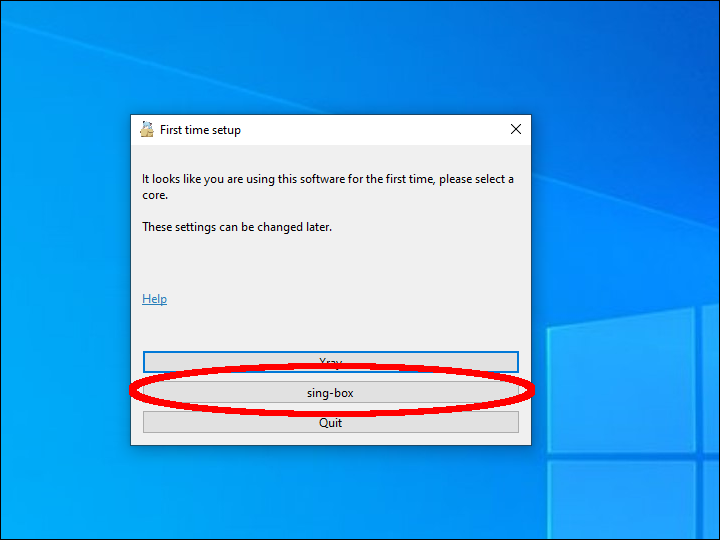 First time setup
It looks like you are using this software for the first time, please select a
core.
These settings can be changed later.
Help
Xray
sing-box
Quit